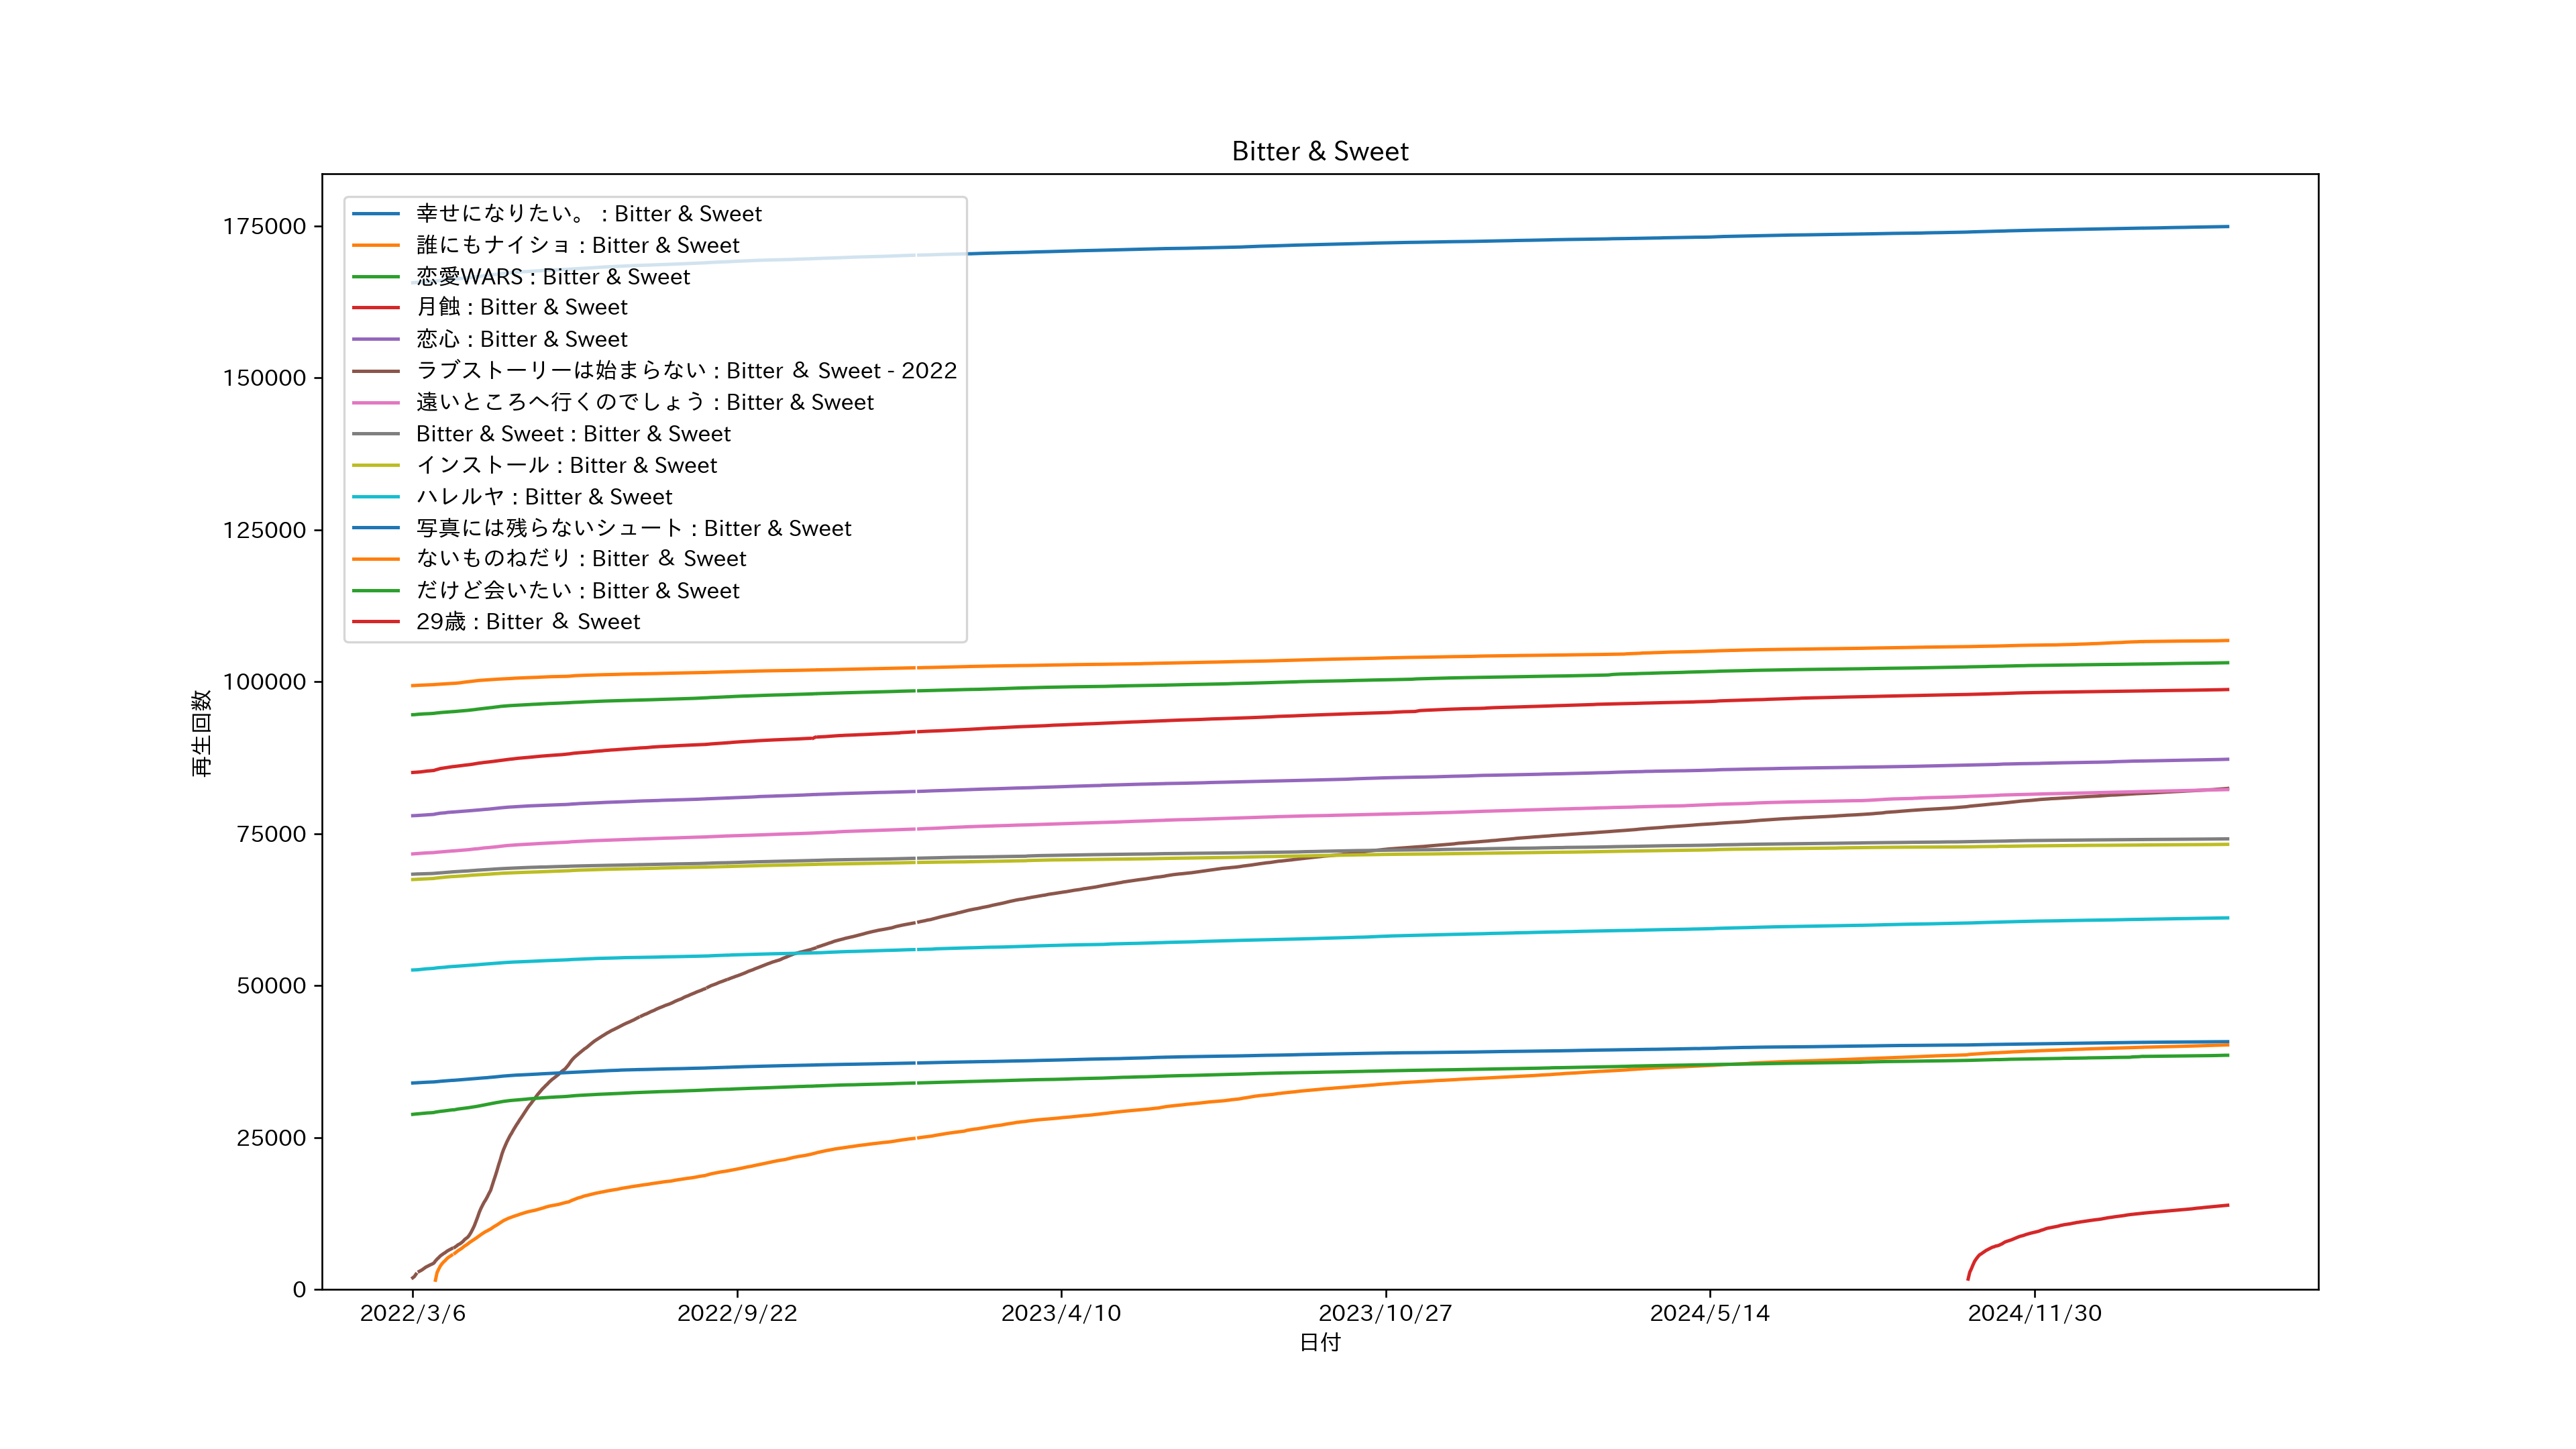 Bitter & Sweet
175000
150000
125000
100000
75000
50000
25000
0
再生回数
幸せになりたい。 : Bitter & Sweet
誰にもナイショ : Bitter & Sweet
恋愛WARS : Bitter & Sweet
月蝕 : Bitter & Sweet
恋心 : Bitter & Sweet
ラブストーリーは始まらない : Bitter ＆ Sweet - 2022
遠いところへ行くのでしょう : Bitter & Sweet
Bitter & Sweet : Bitter & Sweet
インストール : Bitter & Sweet
ハレルヤ : Bitter & Sweet
写真には残らないシュート : Bitter & Sweet
ないものねだり : Bitter ＆ Sweet
だけど会いたい : Bitter & Sweet
29歳 : Bitter ＆ Sweet
2022/3/6
2022/9/22
2023/4/10
2023/10/27
2024/5/14
2024/11/30
日付